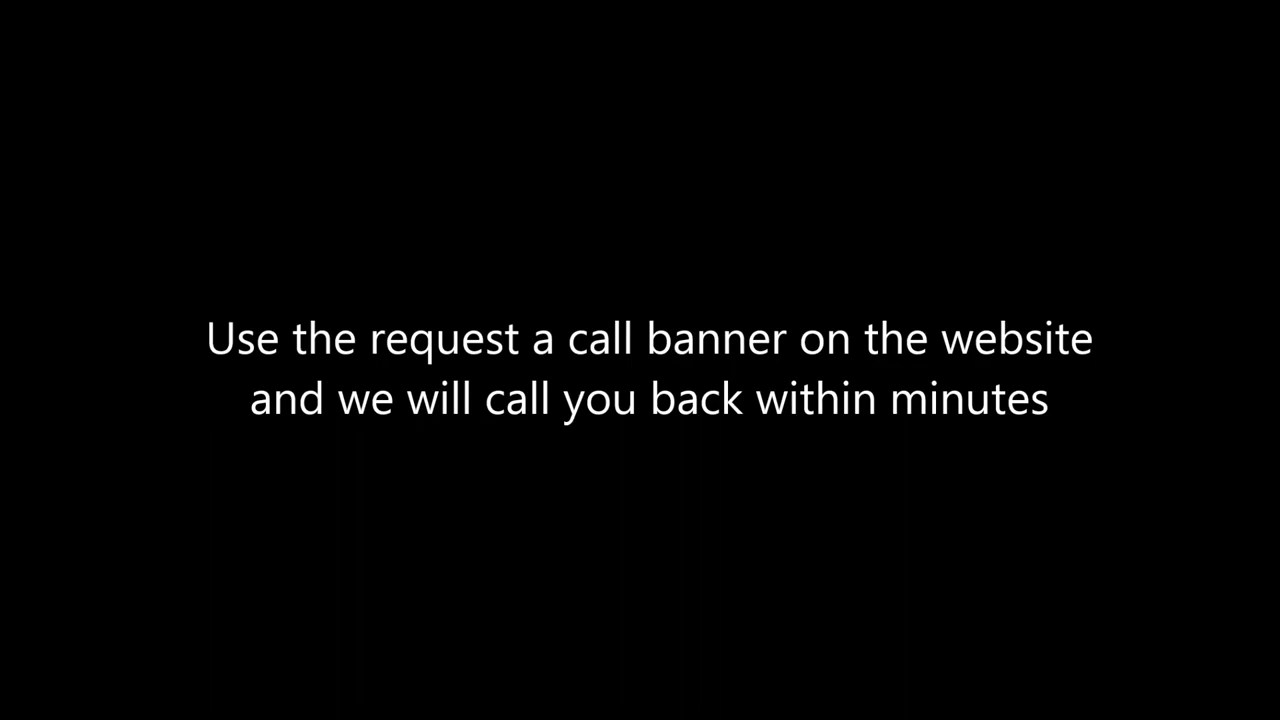 Use the request a call banner on the website
and we will call you back within minutes